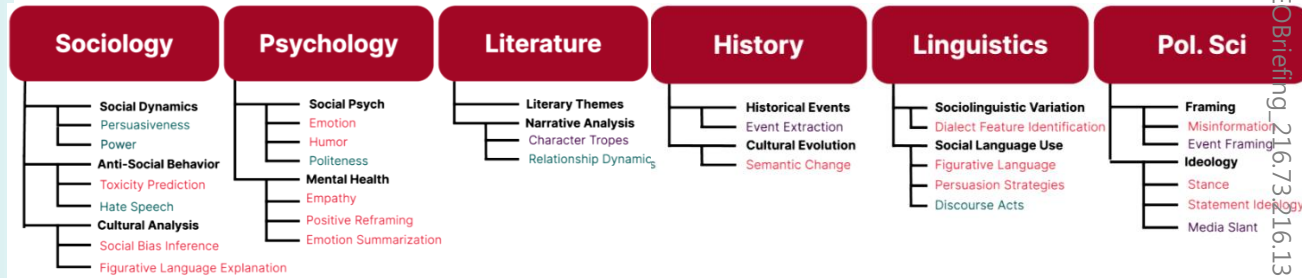 Sociology
Social Dynamics
Persuasiveness
Power
Anti-Social Behavior
Toxicity Prediction
Hate Speech
Cultural Analysis
Social Bias Inference
Figurative Language Explanation
Psychology
Social Psych
Emotion
Humor
Politeness
Mental Health
Empathy
Positive Reframing
Emotion Summarization
Literature
Literary Themes
Narrative Analysis
Character Tropes
Relationship Dynamics
History
Historical Events
Event Extraction
Cultural Evolution
Semantic Change
Linguistics
Sociolinguistic Variation
Dialect Feature Identification
Social Language Use
Figurative Language
Persuasion Strategies
Discourse Acts
Pol. Sci
Framing
Misinformation
Event Framing
Ideology
Stance
Statement Ideology
Media Slant
EOBriefing_216.73.216.13